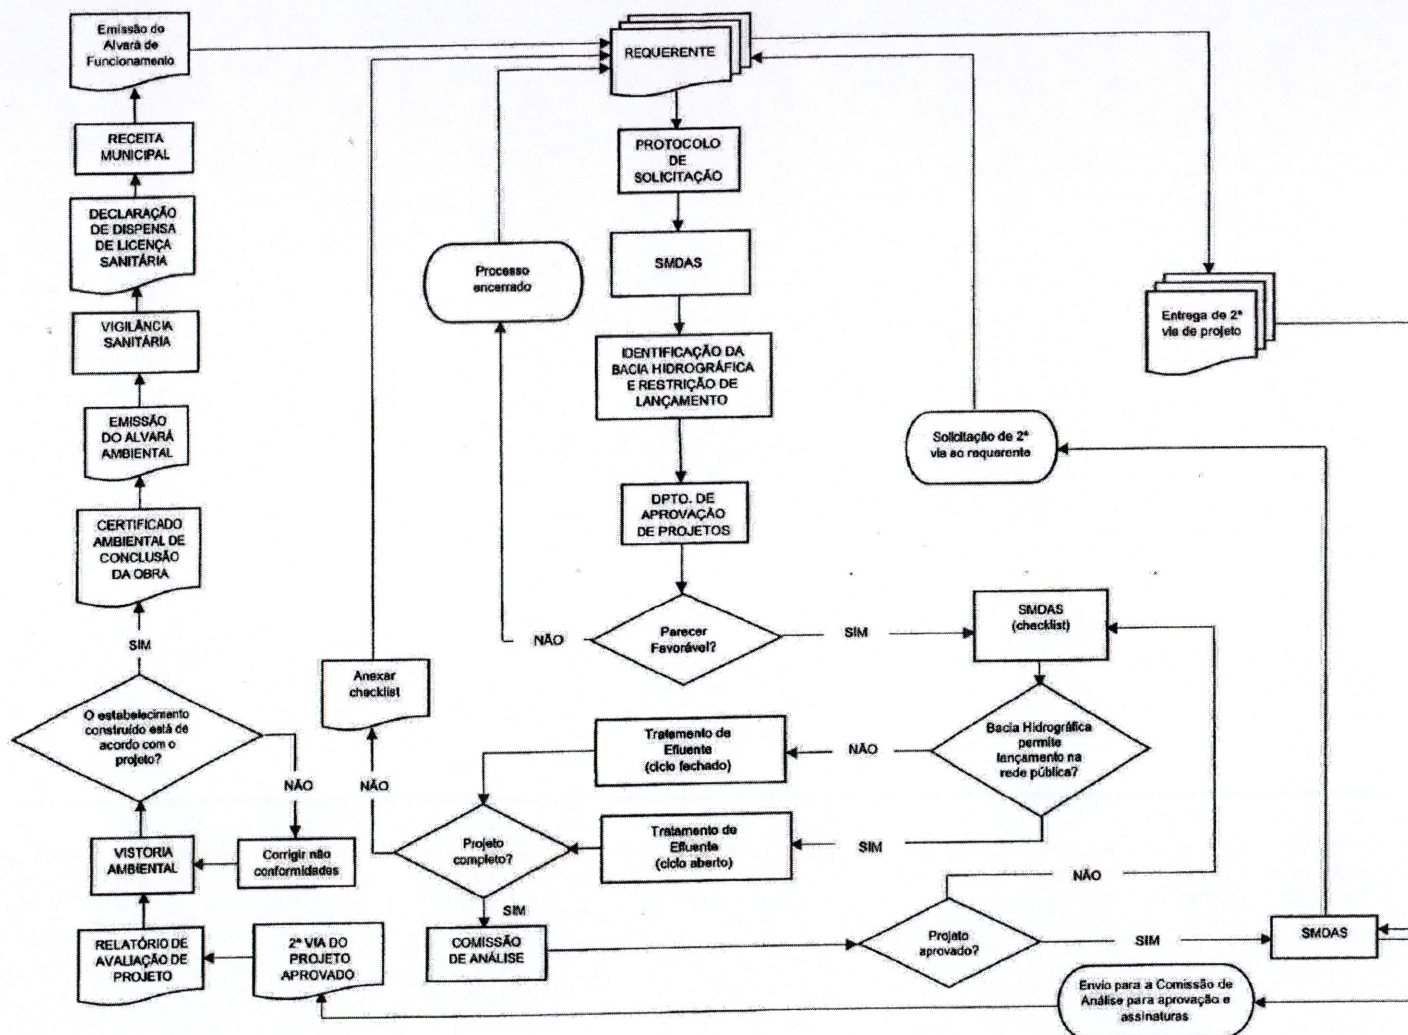 Emissão do
Alvará de
Funcionamento
REQUERENTE
RECEITA
MUNICIPAL
PROTOCOLO
DE
SOLICITAÇÃO
DECLARAÇÃO
DE DISPENSA
DE LICENÇA
SANITÁRIA
SMDAS
Processo
encerrado
Entrega de 2ª
via de projeto
VIGILÂNCIA
SANITÁRIA
IDENTIFICAÇÃO DA
BACIA HIDROGRÁFICA
E RESTRIÇÃO DE
LANÇAMENTO
EMISSÃO
DO ALVARÁ
AMBIENTAL
Solicitação de 2ª
via ao requerente
DPTO. DE
APROVAÇÃO
DE PROJETOS
CERTIFICADO
AMBIENTAL DE
CONCLUSÃO
DA OBRA
SIM
NÃO
Parecer
Favorável?
SIM
SMDAS
(checklist)
Anexar
checklist
O estabelecimento
construído está de
acordo com o
projeto?
NÃO
NÃO
Tratamento de
Efluente
(ciclo fechado)
NÃO
Bacia Hidrográfica
permite
lançamento na
rede pública?
VISTORIA
AMBIENTAL
Corrigir não
conformidades
Projeto
completo?
Tratamento de
Efluente
(ciclo aberto)
SIM
NÃO
SIM
RELATÓRIO DE
AVALIAÇÃO DE
PROJETO
2ª VIA DO
PROJETO
APROVADO
COMISSÃO
DE ANÁLISE
Projeto
aprovado?
SIM
SMDAS
Envio para a Comissão de
Análise para aprovação e
assinaturas